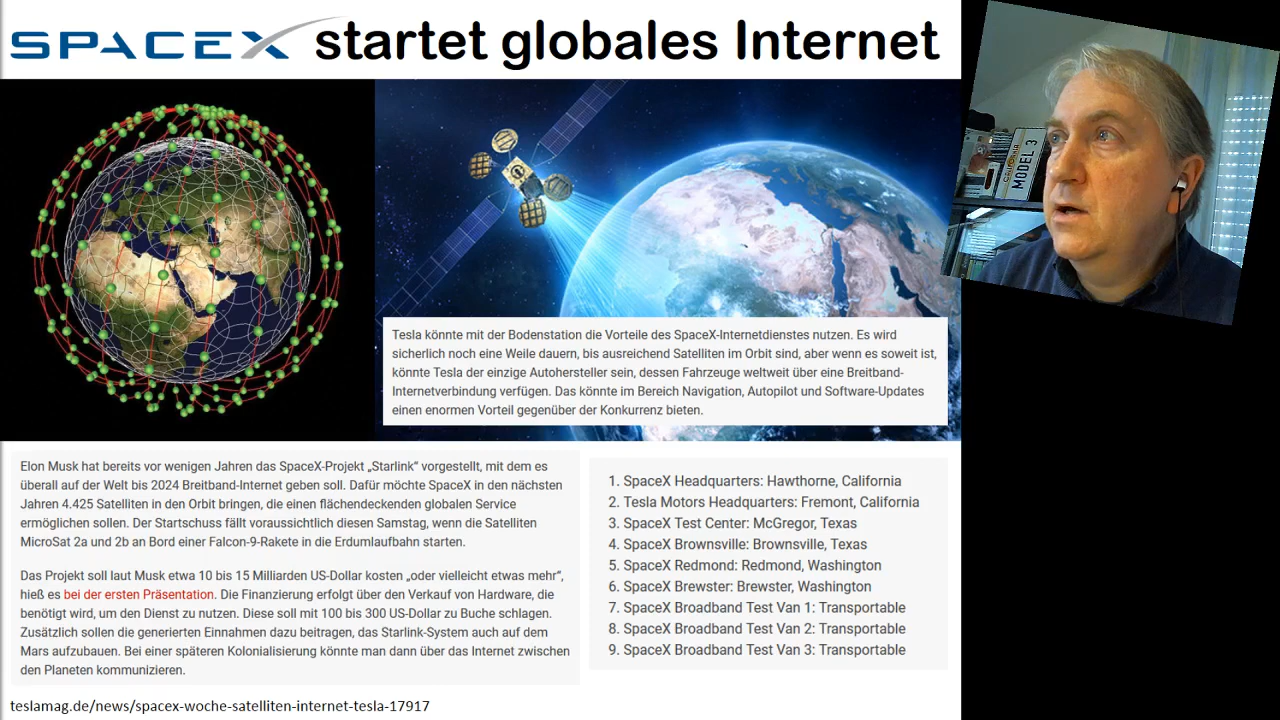 SPACEX startet globales Internet
California
MODEL 3
Tesla könnte mit der Bodenstation die Vorteile des SpaceX-Internetdienstes nutzen. Es wird
sicherlich noch eine Weile dauern, bis ausreichend Satelliten im Orbit sind, aber wenn es soweit ist,
könnte Tesla der einzige Autohersteller sein, dessen Fahrzeuge weltweit über eine Breitband-
Internetverbindung verfügen. Das könnte im Bereich Navigation, Autopilot und Software-Updates
einen enormen Vorteil gegenüber der Konkurrenz bieten.
Elon Musk hat bereits vor wenigen Jahren das SpaceX-Projekt „Starlink“ vorgestellt, mit dem es
überall auf der Welt bis 2024 Breitband-Internet geben soll. Dafür möchte SpaceX in den nächsten
Jahren 4.425 Satelliten in den Orbit bringen, die einen flächendeckenden globalen Service
ermöglichen sollen. Der Startschuss fällt voraussichtlich diesen Samstag, wenn die Satelliten
MicroSat 2a und 2b an Bord einer Falcon-9-Rakete in die Erdumlaufbahn starten.
Das Projekt soll laut Musk etwa 10 bis 15 Milliarden US-Dollar kosten „oder vielleicht etwas mehr“,
hieß es bei der ersten Präsentation. Die Finanzierung erfolgt über den Verkauf von Hardware, die
benötigt wird, um den Dienst zu nutzen. Diese soll mit 100 bis 300 US-Dollar zu Buche schlagen.
Zusätzlich sollen die generierten Einnahmen dazu beitragen, das Starlink-System auch auf dem
Mars aufzubauen. Bei einer späteren Kolonialisierung könnte man dann über das Internet zwischen
den Planeten kommunizieren.
1. SpaceX Headquarters: Hawthorne, California
2. Tesla Motors Headquarters: Fremont, California
3. SpaceX Test Center: McGregor, Texas
4. SpaceX Brownsville: Brownsville, Texas
5. SpaceX Redmond: Redmond, Washington
6. SpaceX Brewster: Brewster, Washington
7. SpaceX Broadband Test Van 1: Transportable
8. SpaceX Broadband Test Van 2: Transportable
9. SpaceX Broadband Test Van 3: Transportable
teslamag.de/news/spacex-woche-satelliten-internet-tesla-17917